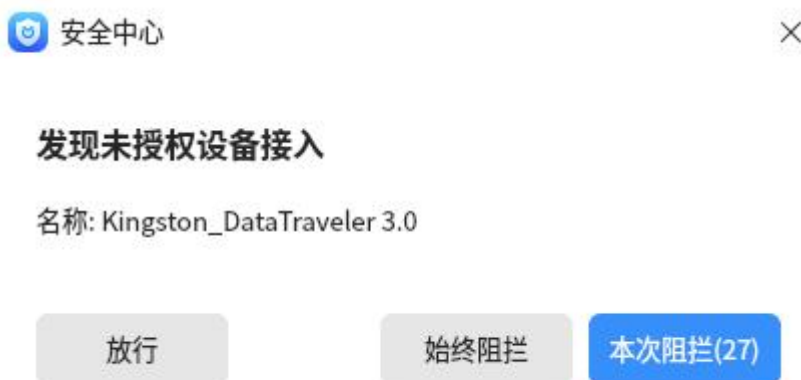 安全中心
发现未授权设备接入
名称: Kingston_DataTraveler 3.0
放行 始终阻拦 本次阻拦(27)